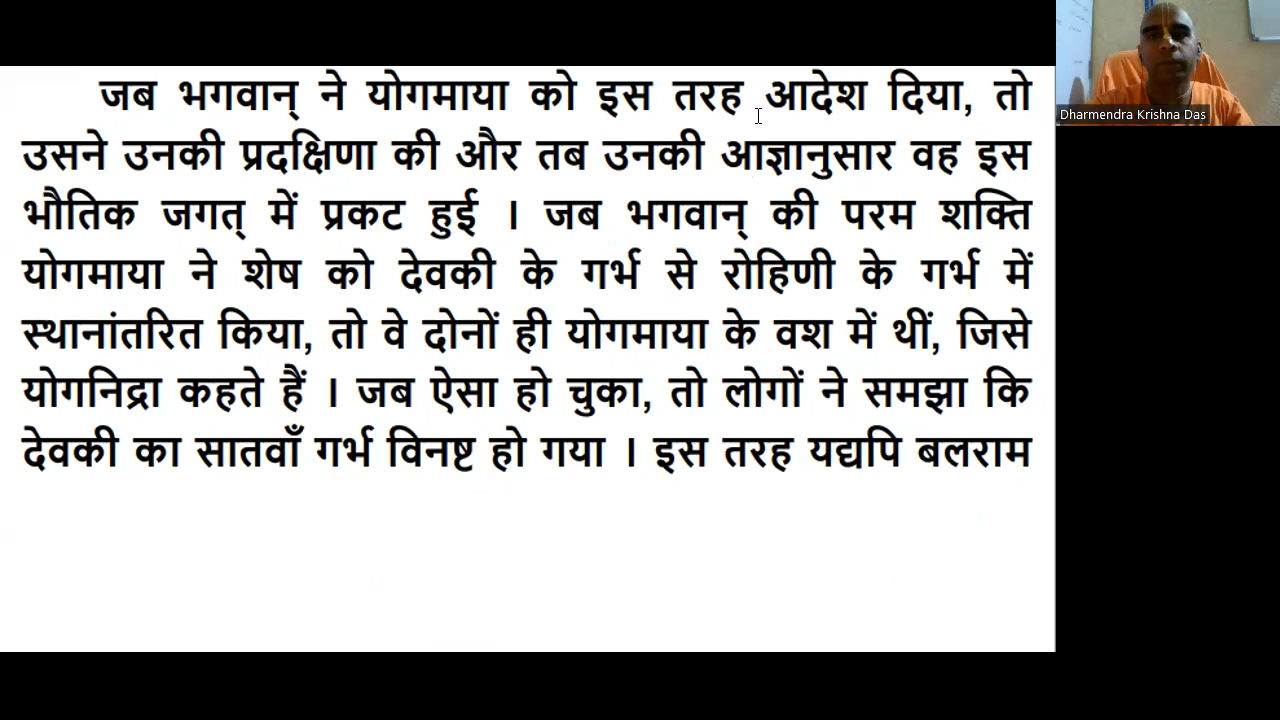 जब भगवान् ने योगमाया को इस तरह आदेश दिया, तो
उसने उनकी प्रदक्षिणा की और तब उनकी आज्ञानुसार वह इस
भौतिक जगत् में प्रकट हुई । जब भगवान् की परम शक्ति
योगमाया ने शेष को देवकी के गर्भ से रोहिणी के गर्भ में
स्थानांतरित किया, तो वे दोनों ही योगमाया के वश में थीं, जिसे
योगनिद्रा कहते हैं । जब ऐसा हो चुका, तो लोगों ने समझा कि
देवकी का सातवाँ गर्भ विनष्ट हो गया । इस तरह यद्यपि बलराम
Dharmendra Krishna Das